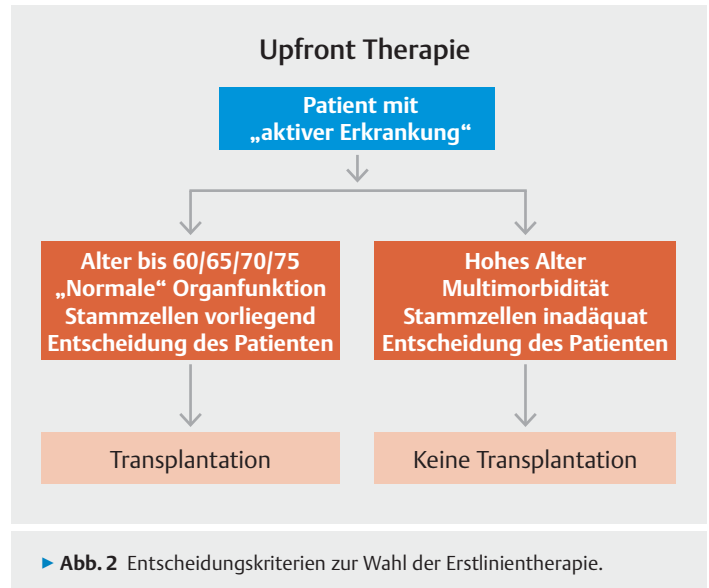 Upfront Therapie
Patient mit
„aktiver Erkrankung“
Alter bis 60/65/70/75
„Normale“ Organfunktion
Stammzellen vorliegend
Entscheidung des Patienten
Hohes Alter
Multimorbidität
Stammzellen inadäquat
Entscheidung des Patienten
Transplantation
Keine Transplantation
► Abb. 2 Entscheidungskriterien zur Wahl der Erstlinientherapie.